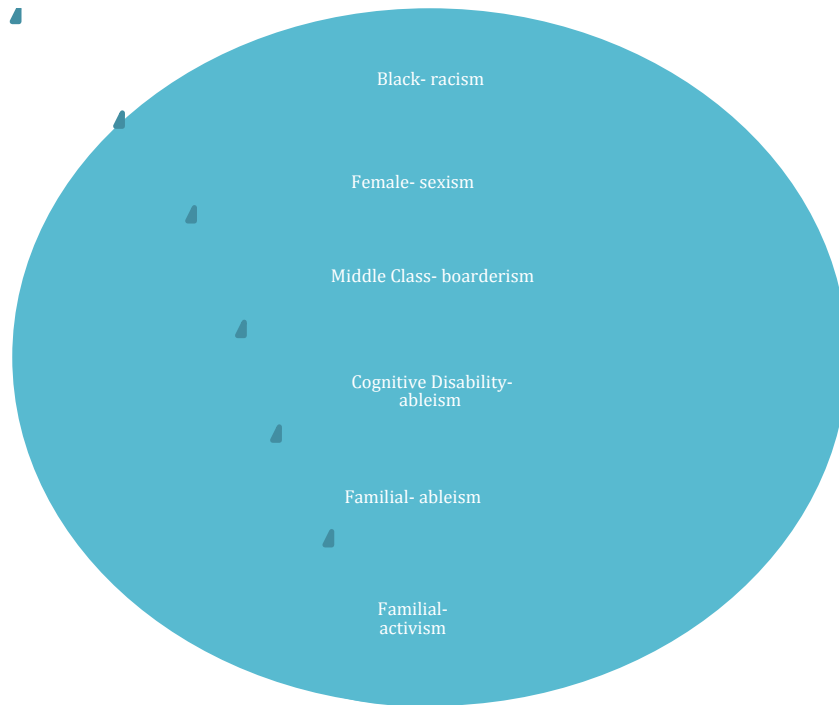 Black- racism
Female- sexism
Middle Class- boarderism
Cognitive Disability-
ableism
Familial- ableism
Familial-
activism